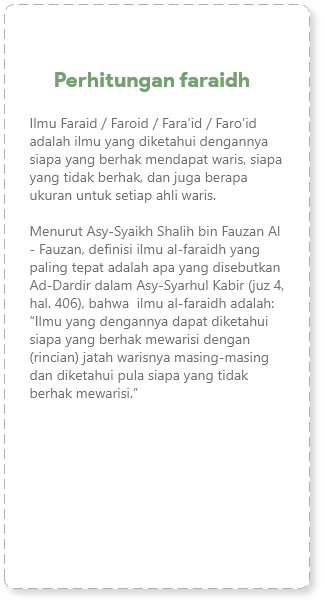 Perhitungan faraidh
Ilmu Faraid / Faroid / Fara'id / Faro'id
adalah ilmu yang diketahui dengannya
siapa yang berhak mendapat waris, siapa
yang tidak berhak, dan juga berapa
ukuran untuk setiap ahli waris.
Menurut Asy-Syaikh Shalih bin Fauzan Al
- Fauzan, definisi ilmu al-faraidh yang
paling tepat adalah apa yang disebutkan
Ad-Dardir dalam Asy-Syarhul Kabir (juz 4,
hal. 406), bahwa  ilmu al-faraidh adalah:
“Ilmu yang dengannya dapat diketahui
siapa yang berhak mewarisi dengan
(rincian) jatah warisnya masing-masing
dan diketahui pula siapa yang tidak
berhak mewarisi.”